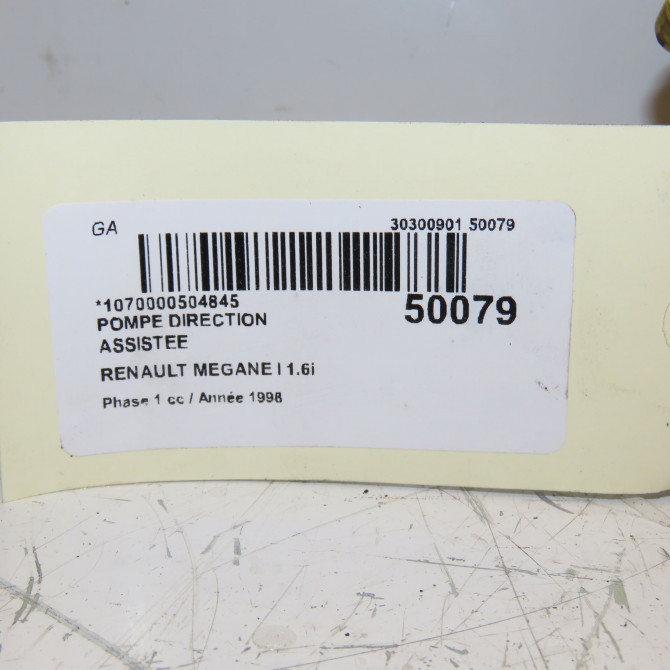 GA 30300901 50079
*1070000504845 50079
POMPE DIRECTION
ASSISTEE
RENAULT MEGANE I 1.6i
Phase 1 cc / Année 1998